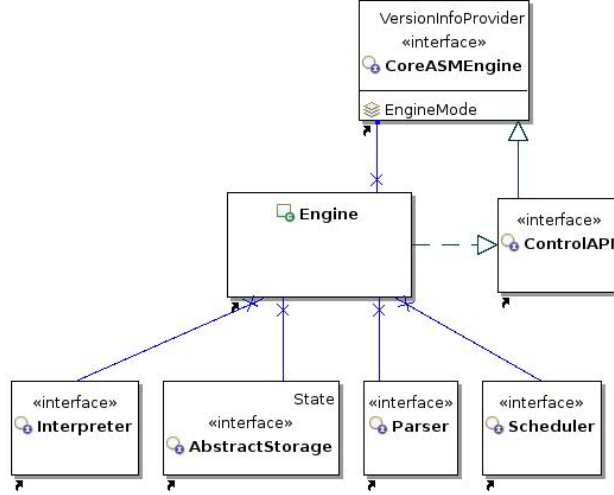 VersionInfoProvider
«interface»
CoreASMEngine
EngineMode
Engine
«interface»
ControlAPI
«interface»
Interpreter
State
«interface»
AbstractStorage
«interface»
Parser
«interface»
Scheduler